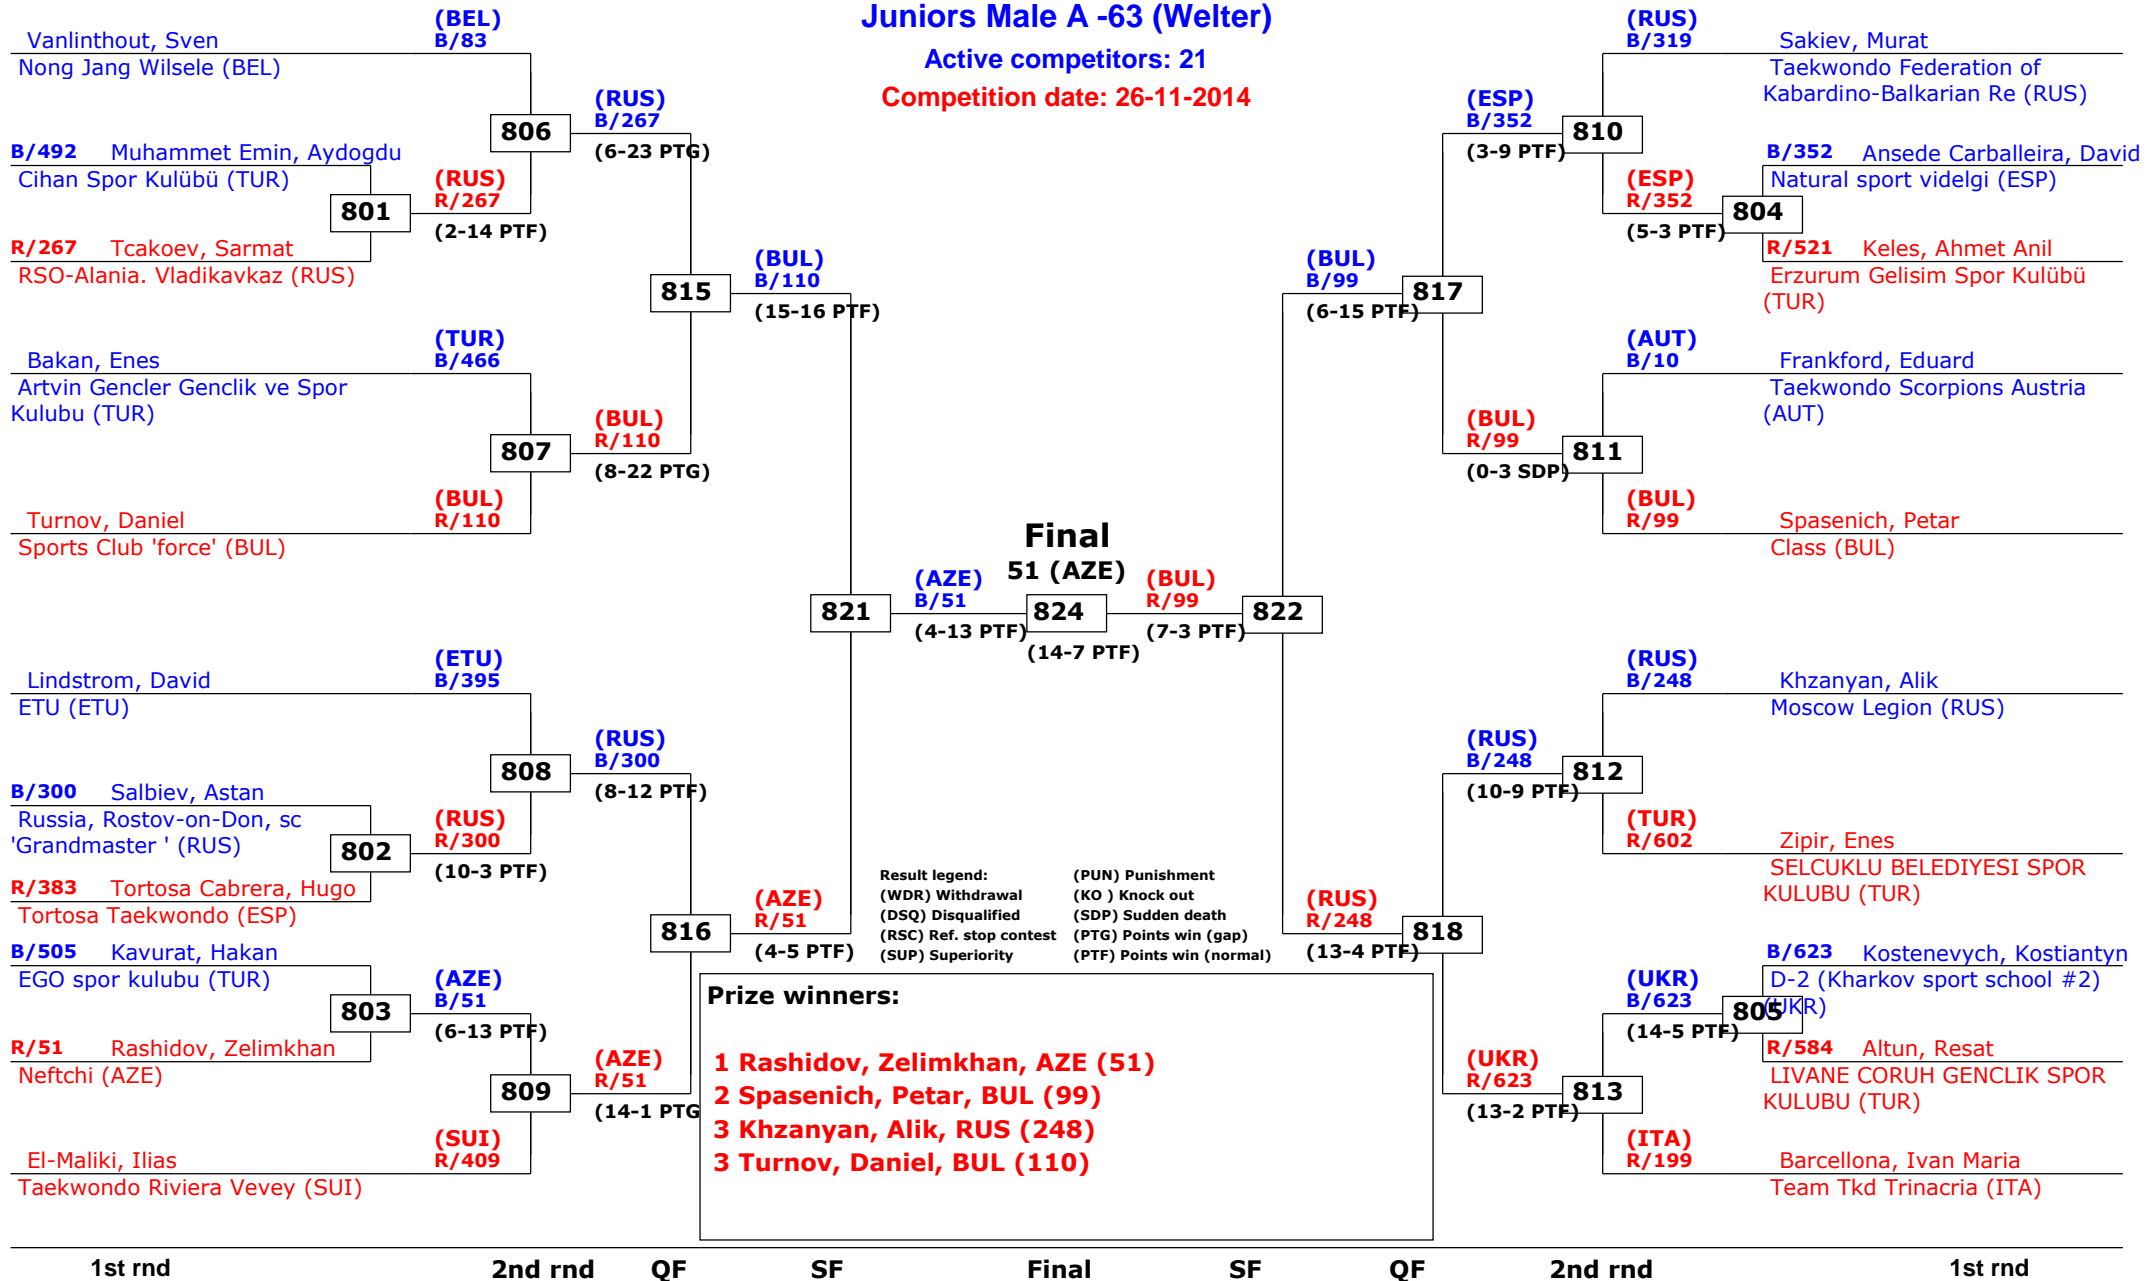 Juniors Male A -63 (Welter)
Active competitors: 21
Competition date: 26-11-2014
Vanlinthout, Sven
Nong Jang Wilsele (BEL)
(BEL)
B/83
B/492 Muhammet Emin, Aydogdu
Cihan Spor Kulübü (TUR)
801
R/267 Tcakoev, Sarmat
RSO-Alania. Vladikavkaz (RUS)
(RUS)
R/267
(2-14 PTF)
806
(RUS)
B/267
(6-23 PTG)
Bakan, Enes
Artvin Gencler Genclik ve Spor
Kulubu (TUR)
(TUR)
B/466
807
Turnov, Daniel
Sports Club 'force' (BUL)
(BUL)
R/110
(BUL)
R/110
(8-22 PTG)
815
(BUL)
B/110
(15-16 PTF)
Lindstrom, David
ETU (ETU)
(ETU)
B/395
B/300 Salbiev, Astan
Russia, Rostov-on-Don, sc
'Grandmaster ' (RUS)
802
R/383 Tortosa Cabrera, Hugo
Tortosa Taekwondo (ESP)
(RUS)
R/300
(10-3 PTF)
808
(RUS)
B/300
(8-12 PTF)
B/505 Kavurat, Hakan
EGO spor kulubu (TUR)
803
R/51 Rashidov, Zelimkhan
Neftchi (AZE)
(AZE)
B/51
(6-13 PTF)
809
El-Maliki, Ilias
Taekwondo Riviera Vevey (SUI)
(SUI)
R/409
(AZE)
R/51
(14-1 PTG
816
(AZE)
R/51
(4-5 PTF)
821
(AZE)
B/51
(4-13 PTF)
Final
51 (AZE)
824
(14-7 PTF)
(BUL)
R/99
(7-3 PTF)
822
(RUS)
B/319
Sakiev, Murat
Taekwondo Federation of
Kabardino-Balkarian Re (RUS)
810
(ESP)
B/352
(3-9 PTF)
B/352 Ansede Carballeira, David
Natural sport videlgi (ESP)
804
R/521 Keles, Ahmet Anil
Erzurum Gelisim Spor Kulübü
(TUR)
(ESP)
R/352
(5-3 PTF)
817
(BUL)
B/99
(6-15 PTF)
(AUT)
B/10
Frankford, Eduard
Taekwondo Scorpions Austria
(AUT)
811
(BUL)
R/99
(0-3 SDP)
(BUL)
R/99
Spasenich, Petar
Class (BUL)
(RUS)
B/248
Khzanyan, Alik
Moscow Legion (RUS)
812
(RUS)
B/248
(10-9 PTF)
(TUR)
R/602
Zipir, Enes
SELCUKLU BELEDIYESI SPOR
KULUBU (TUR)
818
(RUS)
R/248
(13-4 PTF)
B/623 Kostenevych, Kostiantyn
D-2 (Kharkov sport school #2)
(UKR)
805
R/584 Altun, Resat
LIVANE CORUH GENCLIK SPOR
KULUBU (TUR)
(UKR)
B/623
(14-5 PTF)
813
(UKR)
R/623
(13-2 PTF)
(ITA)
R/199
Barcellona, Ivan Maria
Team Tkd Trinacria (ITA)
Result legend:
(WDR) Withdrawal
(DSQ) Disqualified
(RSC) Ref. stop contest
(SUP) Superiority
(PUN) Punishment
(KO ) Knock out
(SDP) Sudden death
(PTG) Points win (gap)
(PTF) Points win (normal)
Prize winners:
1 Rashidov, Zelimkhan, AZE (51)
2 Spasenich, Petar, BUL (99)
3 Khzanyan, Alik, RUS (248)
3 Turnov, Daniel, BUL (110)
1st rnd 2nd rnd QF SF Final SF QF 2nd rnd 1st rnd